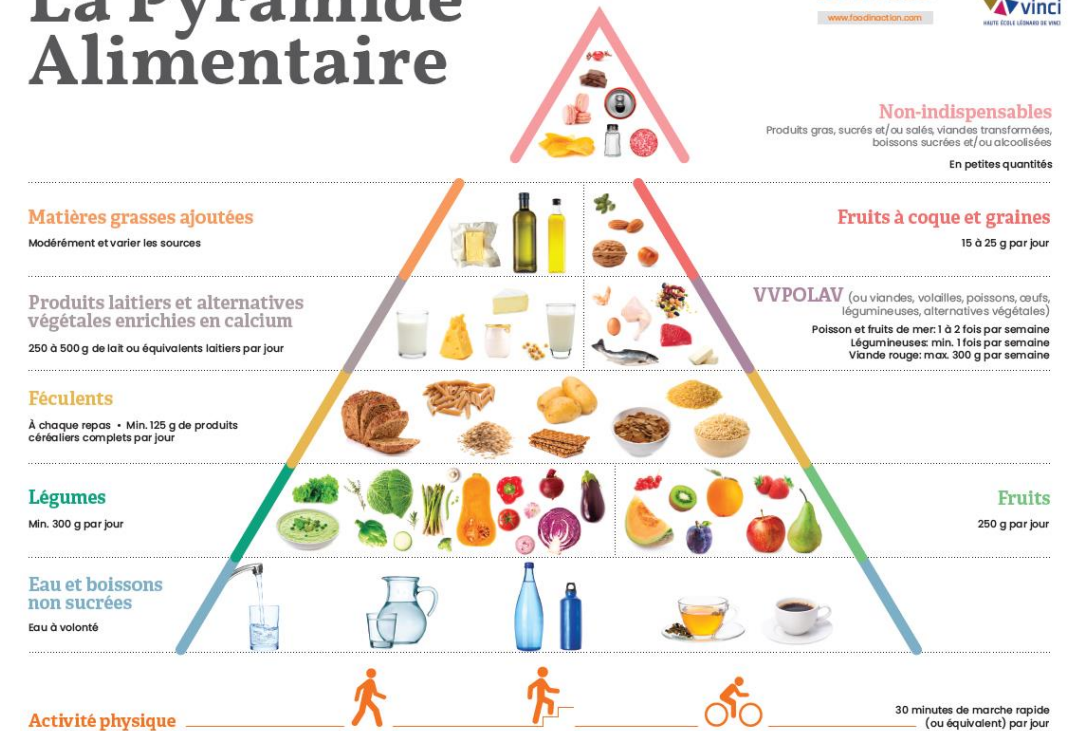 La Pyramide
Alimentaire
www.foodinaction.com
vinci
HAUTE ÉCOLE LÉONARD DE VINCI
Non-indispensables
Produits gras, sucrés et/ou salés, viandes transformées,
boissons sucrées et/ou alcoolisées
En petites quantités
Matières grasses ajoutées
Modérément et varier les sources
Fruits à coque et graines
15 à 25 g par jour
Produits laitiers et alternatives
végétales enrichies en calcium
250 à 500 g de lait ou équivalents laitiers par jour
VVPOLAV (ou viandes, volailles, poissons, œufs,
légumineuses, alternatives végétales)
Poisson et fruits de mer: 1 à 2 fois par semaine
Légumineuses: min. 1 fois par semaine
Viande rouge: max. 300 g par semaine
Féculents
À chaque repas • Min. 125 g de produits
céréaliers complets par jour
Légumes
Min. 300 g par jour
Fruits
250 g par jour
Eau et boissons
non sucrées
Eau à volonté
Activité physique
30 minutes de marche rapide
(ou équivalent) par jour